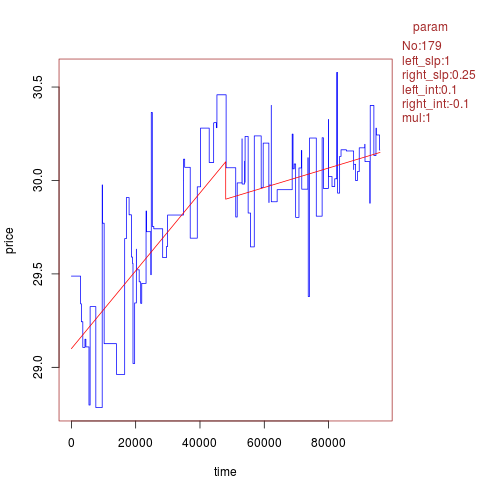 param
No:179
left_slp:1
right_slp:0.25
left_int:0.1
right_int:-0.1
mul:1
price
30.5
30.0
29.5
29.0
0 20000 40000 60000 80000
time